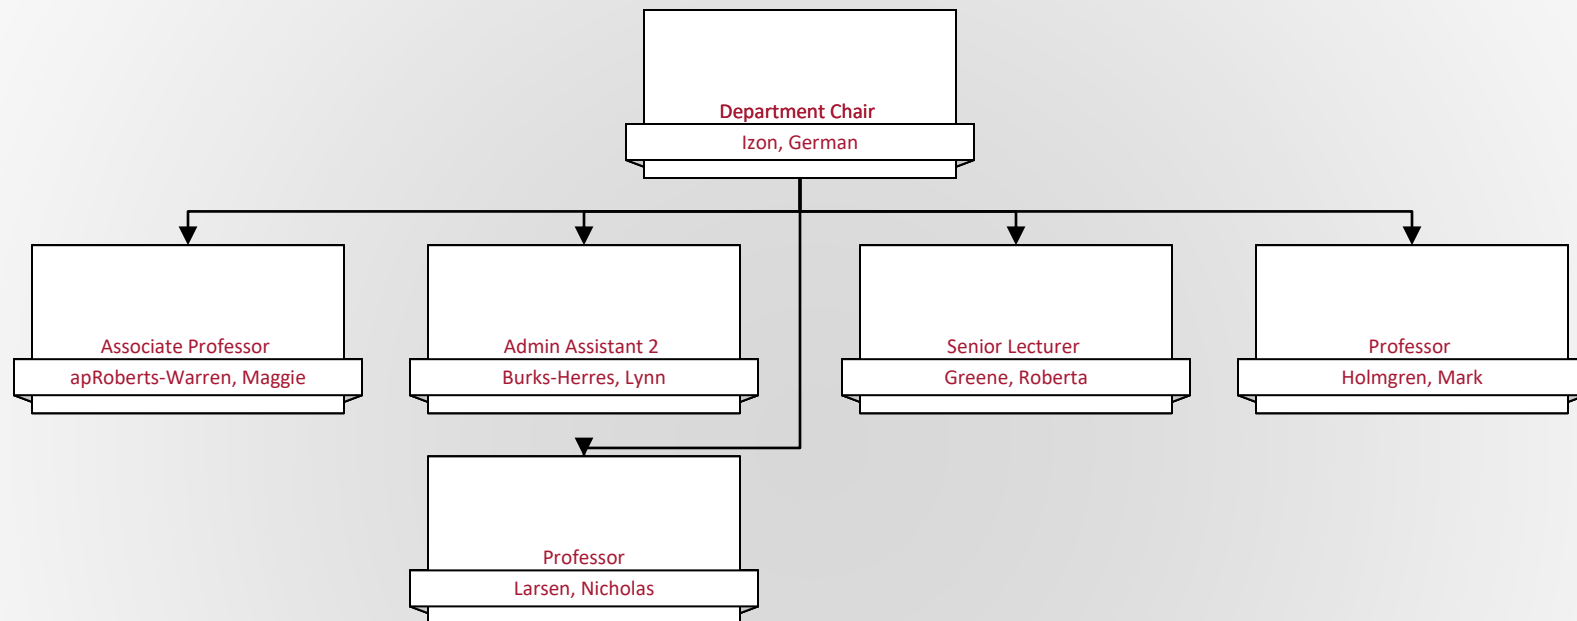 Department Chair
Izon, German
Associate Professor
apRoberts-Warren, Maggie
Admin Assistant 2
Burks-Herres, Lynn
Senior Lecturer
Greene, Roberta
Professor
Holmgren, Mark
Professor
Larsen, Nicholas